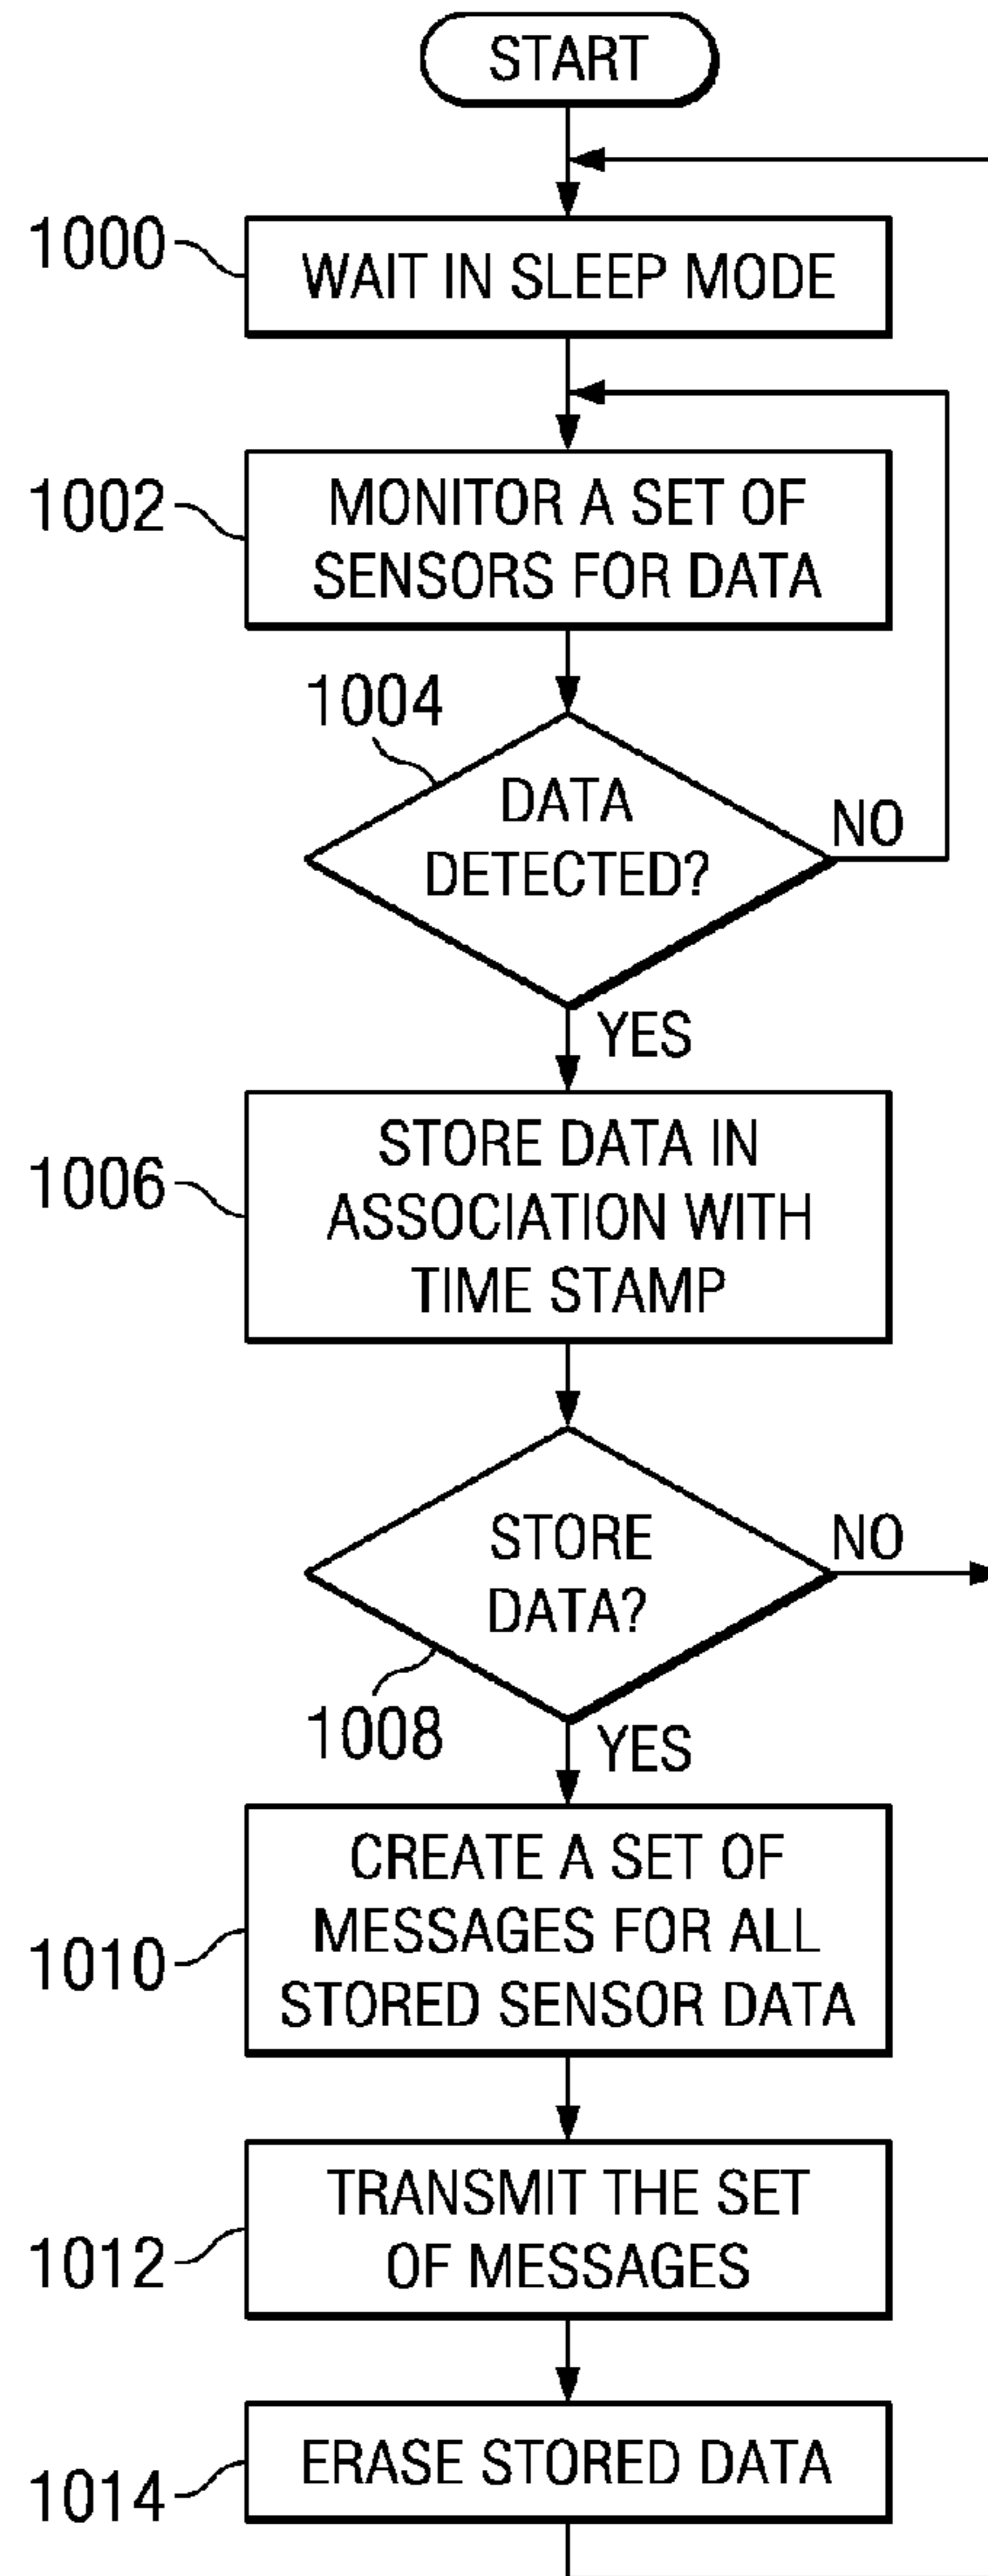 START
1000
WAIT IN SLEEP MODE
1002
MONITOR A SET OF
SENSORS FOR DATA
1004
DATA
DETECTED?
NO
YES
1006
STORE DATA IN
ASSOCIATION WITH
TIME STAMP
STORE
DATA?
NO
1008
YES
1010
CREATE A SET OF
MESSAGES FOR ALL
STORED SENSOR DATA
1012
TRANSMIT THE SET
OF MESSAGES
1014
ERASE STORED DATA